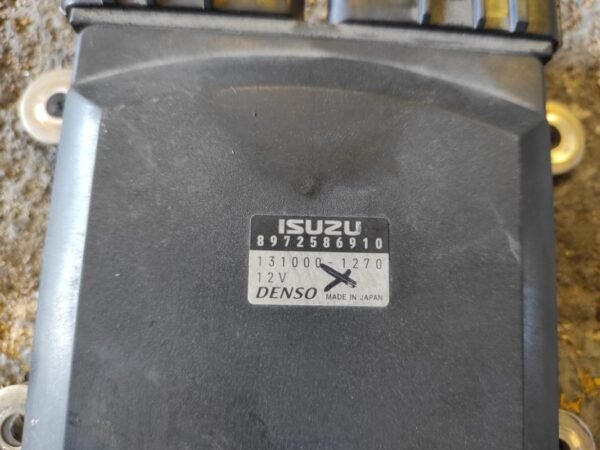 ISUZU
8972586910
131000-1270
12V
DENSO MADE IN JAPAN